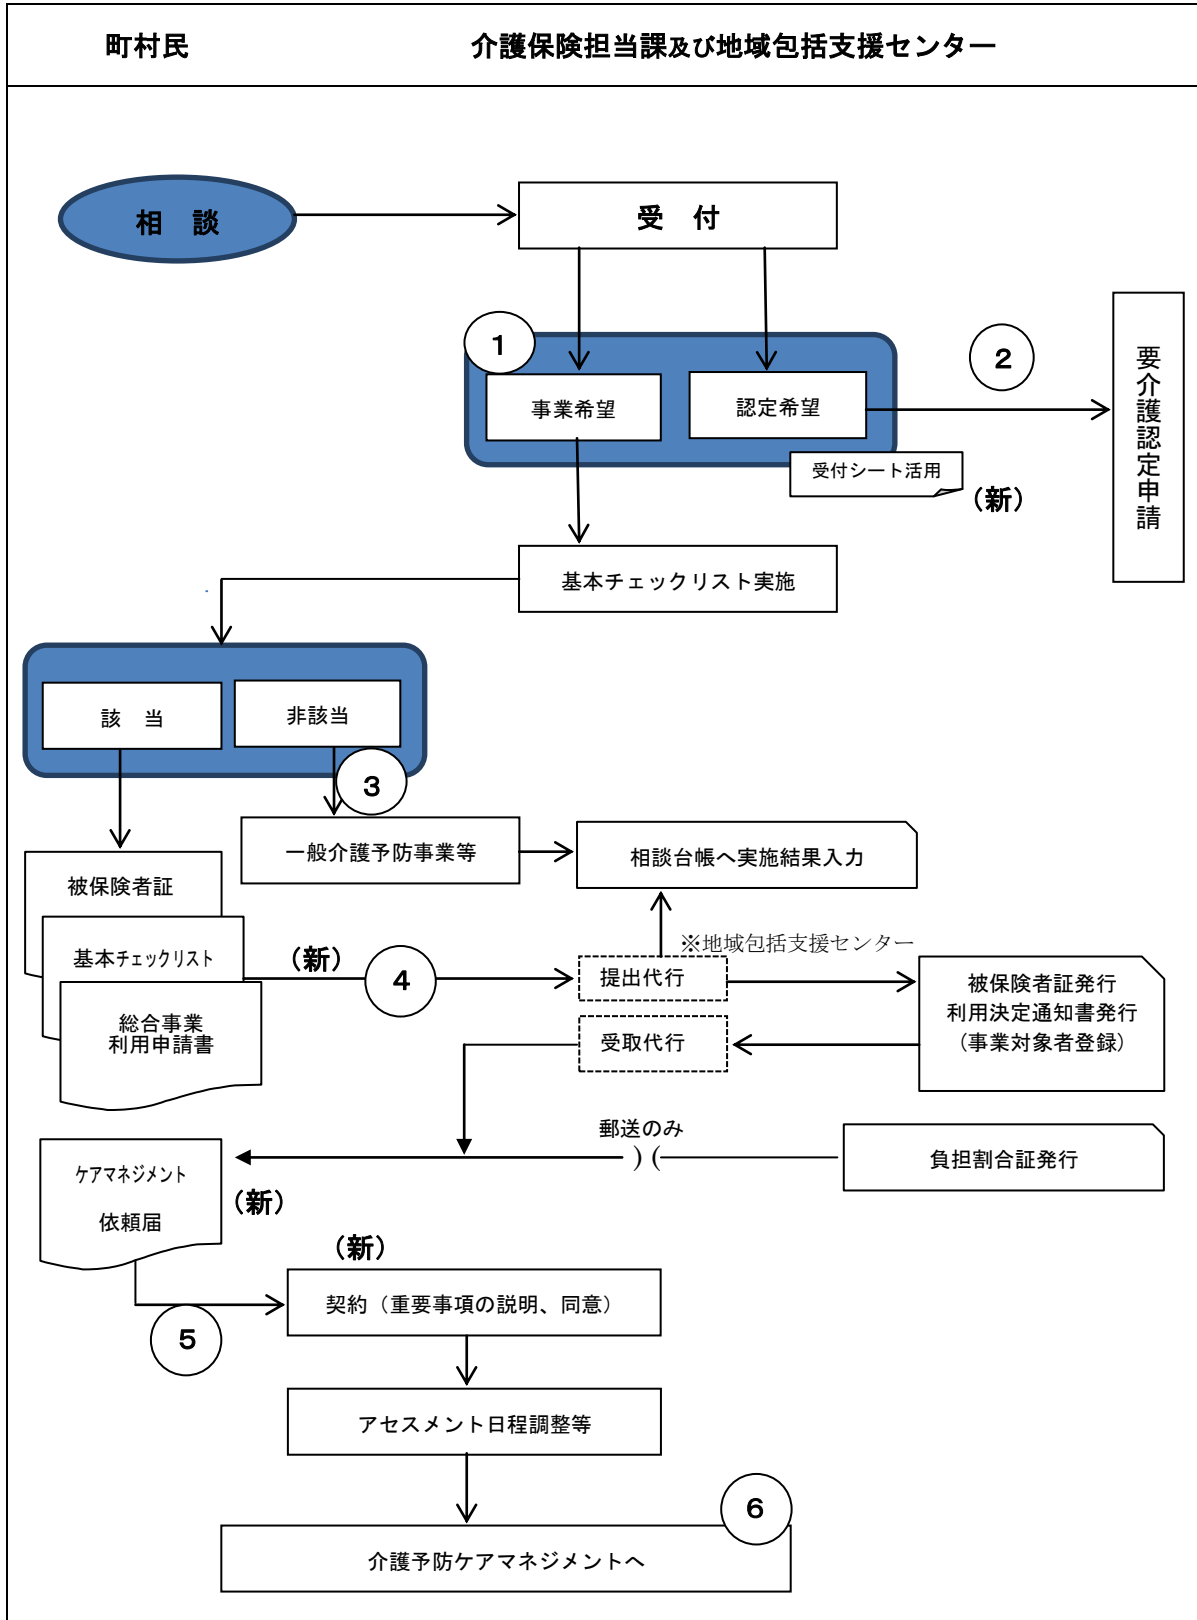 町村民
介護保険担当課及び地域包括支援センター
相　談
受　付
①
事業希望
認定希望
②
要介護認定申請
受付シート活用
（新）
基本チェックリスト実施
該　当
非該当
③
一般介護予防事業等
相談台帳へ実施結果入力
被保険者証
基本チェックリスト
総合事業
利用申請書
（新）
④
※地域包括支援センター
提出代行
受取代行
被保険者証発行
利用決定通知書発行
（事業対象者登録）
郵送のみ
負担割合証発行
ケアマネジメント
依頼届
（新）
（新）
⑤
契約（重要事項の説明、同意）
アセスメント日程調整等
⑥
介護予防ケアマネジメントへ